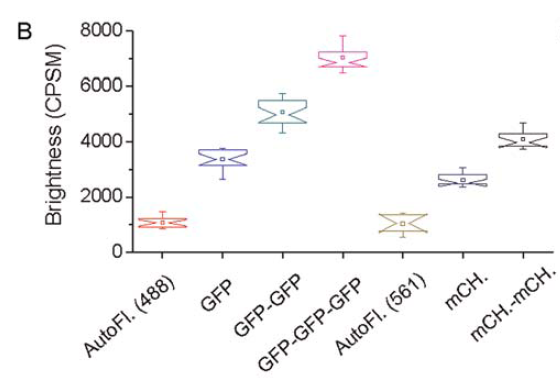 B
Brightness (CPSM)
8000
6000
4000
2000
0
AutoFl. (488)
GFP
GFP-GFP
GFP-GFP-GFP
AutoFl. (561)
mCH.
mCH.-mCH.